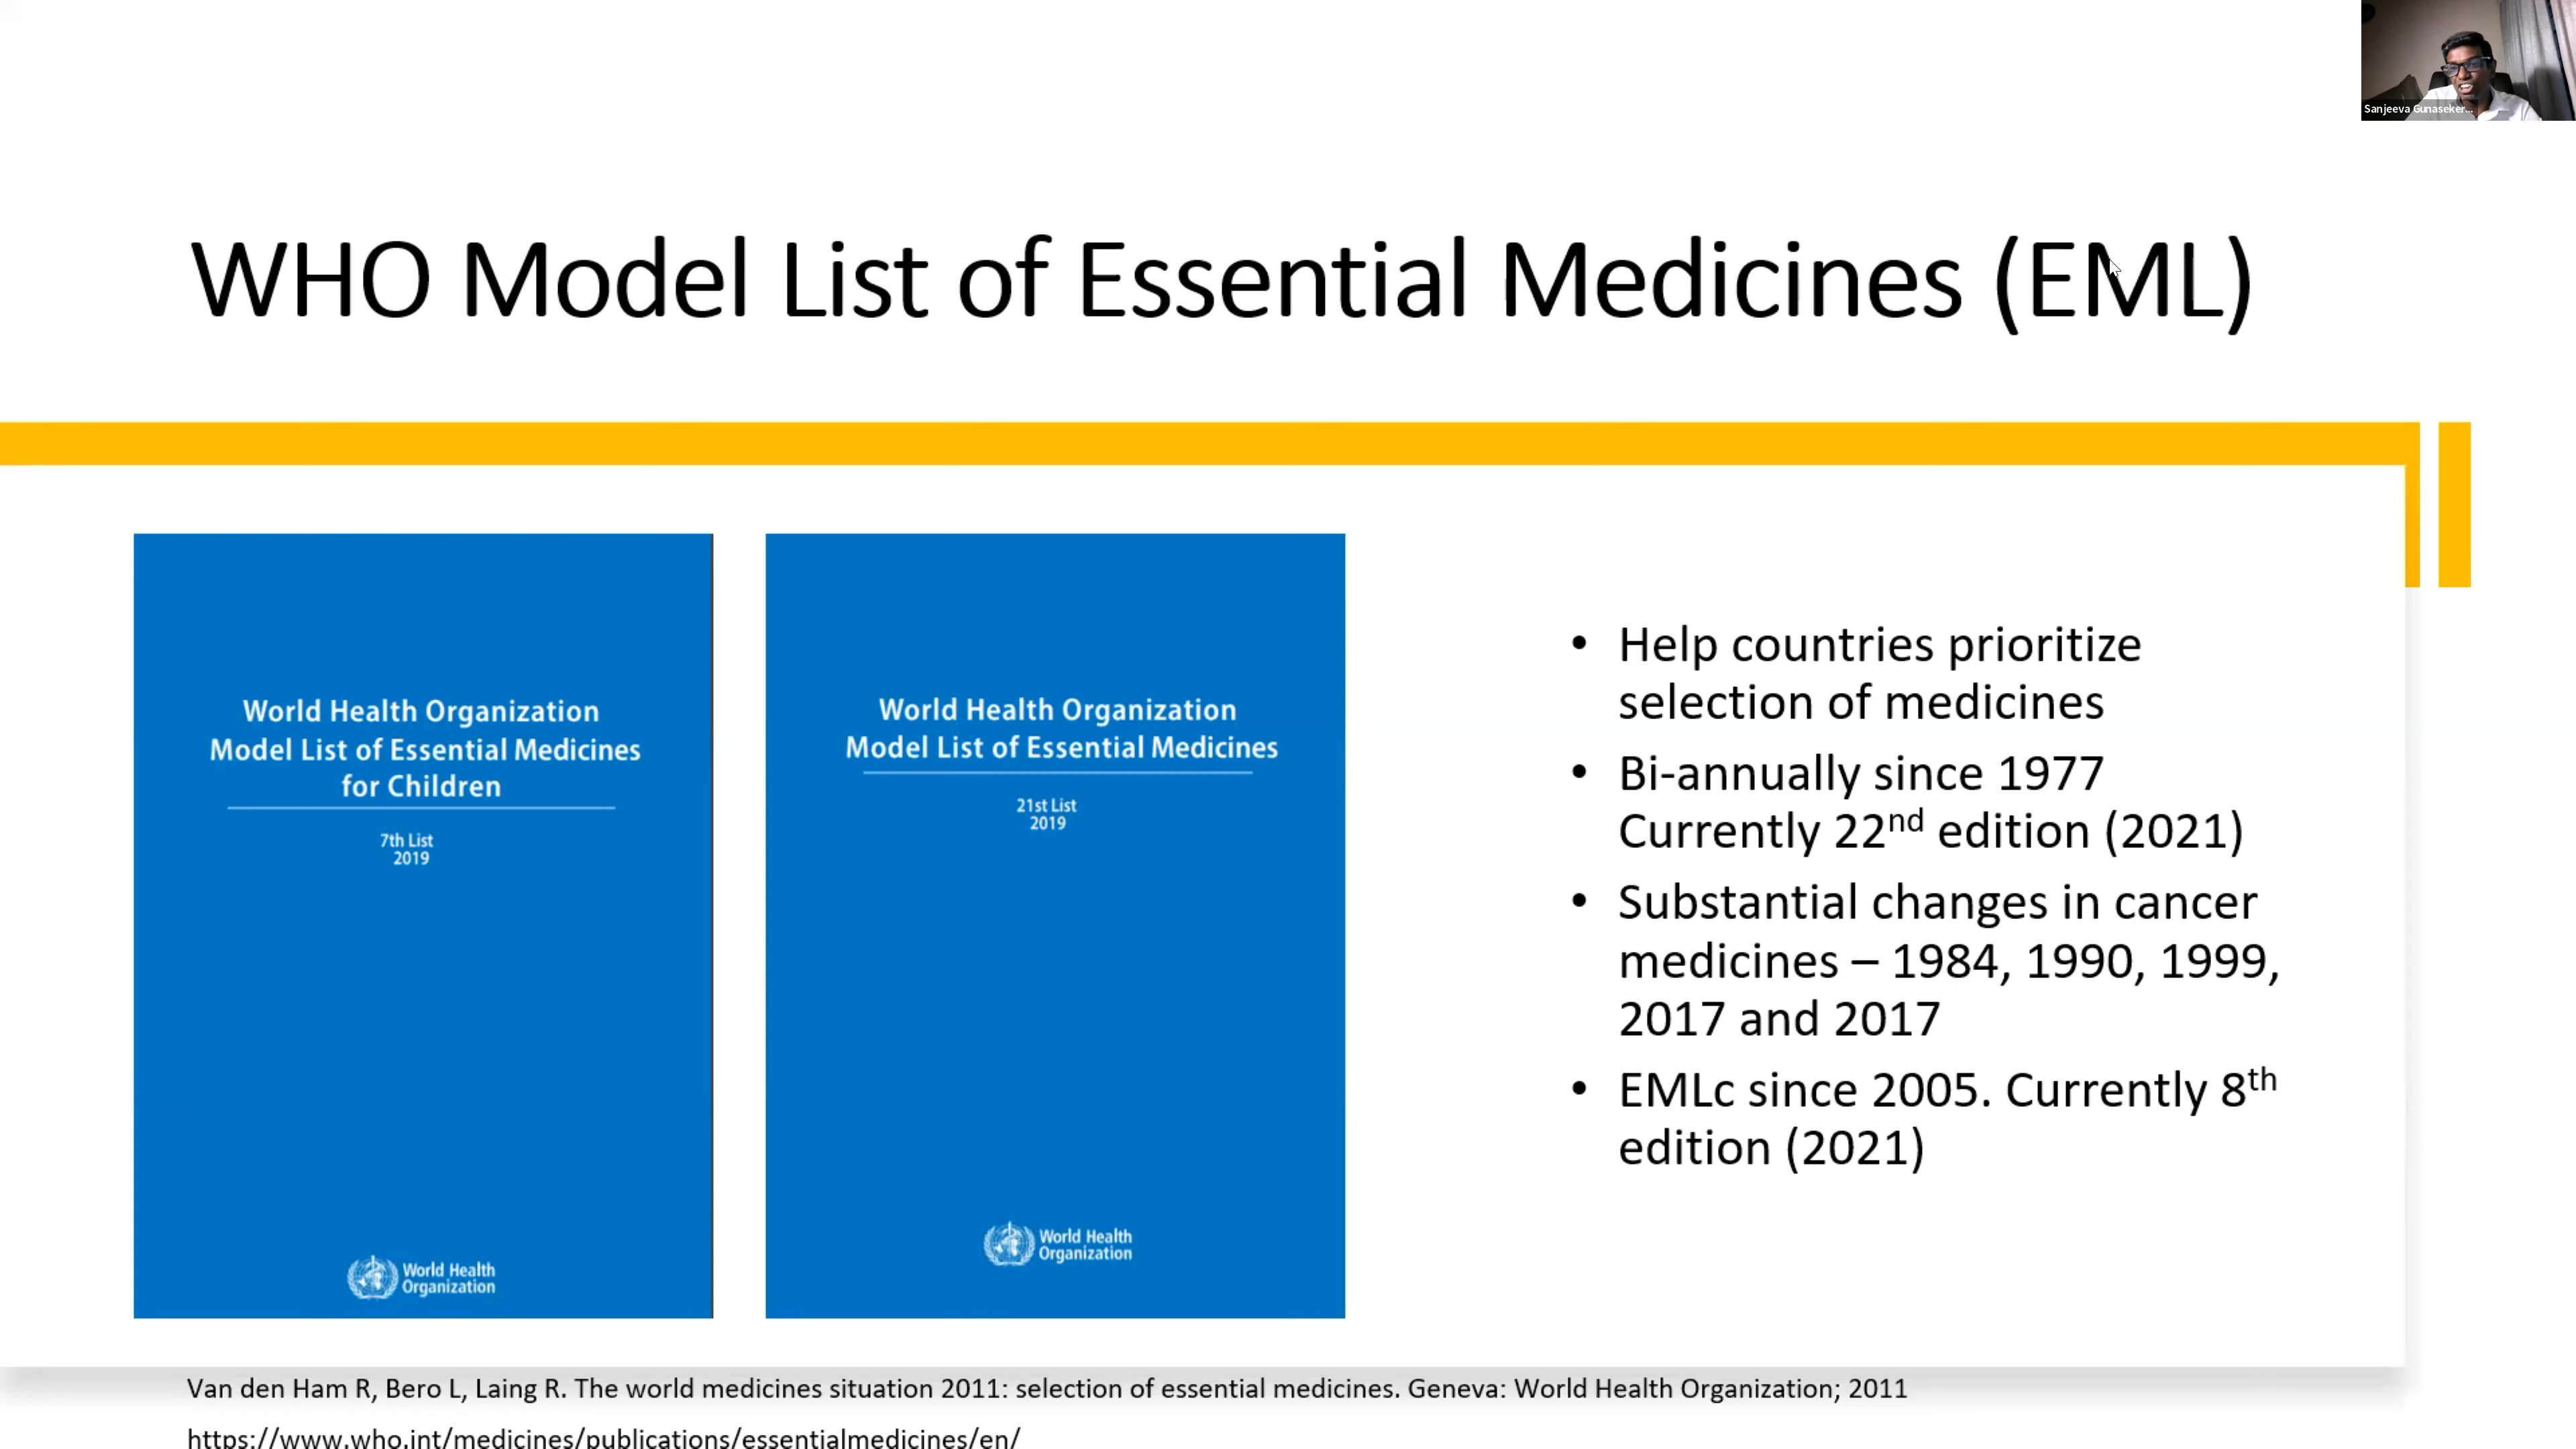 Sanjeeva Gunaseker...
WHO Model List of Essential Medicines (EML)
World Health Organization
Model List of Essential Medicines
for Children
7th List
2019
World Health
Organization
World Health Organization
Model List of Essential Medicines
21st List
2019
World Health
Organization
• Help countries prioritize
selection of medicines
• Bi-annually since 1977
Currently 22nd edition (2021)
• Substantial changes in cancer
medicines – 1984, 1990, 1999,
2017 and 2017
• EMLc since 2005. Currently 8th
edition (2021)
Van den Ham R, Bero L, Laing R. The world medicines situation 2011: selection of essential medicines. Geneva: World Health Organization; 2011
https://www.who.int/medicines/publications/essentialmedicines/en/